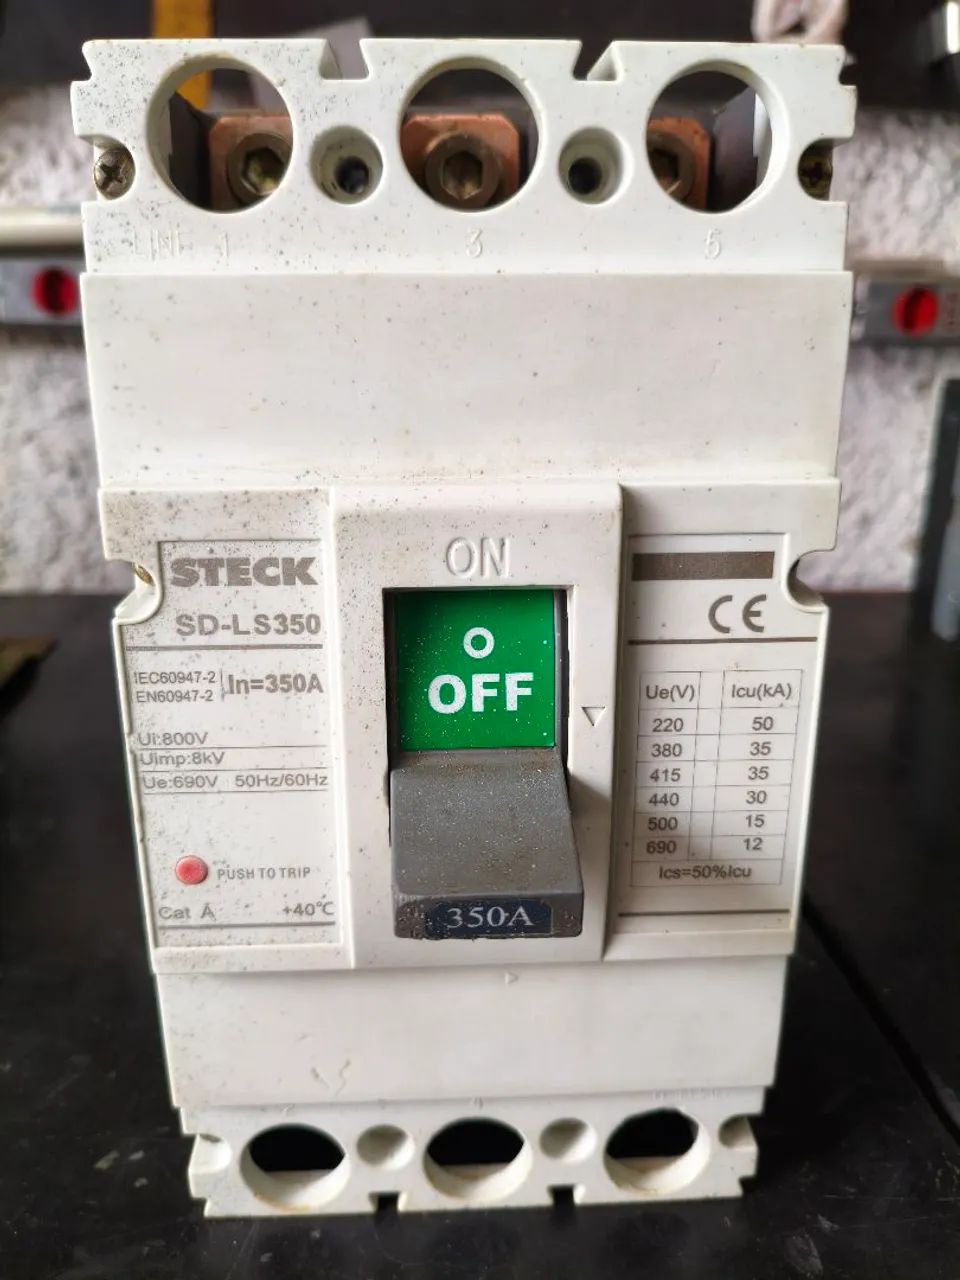 LINE 1 3 5
ON
O
OFF
350A
STECK
SD-LS350
IEC60947-2
EN60947-2
In=350A
Ui:800V
Uimp:8kV
Ue:690V 50Hz/60Hz
PUSH TO TRIP
Cat A +40℃
CE
Ue(V) Icu(kA)
220 50
380 35
415 35
440 30
500 15
690 12
Ics=50%Icu